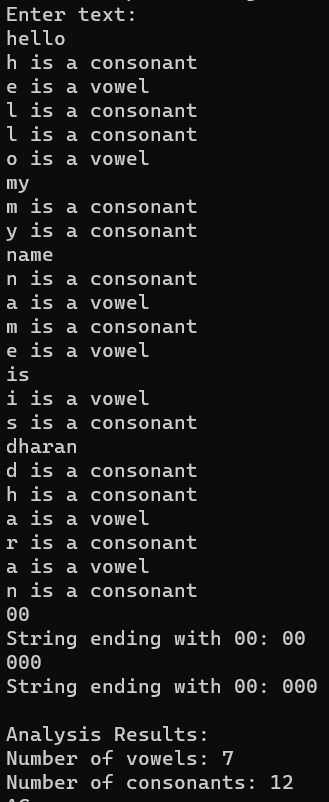 Enter text:
hello
h is a consonant
e is a vowel
l is a consonant
l is a consonant
o is a vowel
my
m is a consonant
y is a consonant
name
n is a consonant
a is a vowel
m is a consonant
e is a vowel
is
i is a vowel
s is a consonant
dharan
d is a consonant
h is a consonant
a is a vowel
r is a consonant
a is a vowel
n is a consonant
00
String ending with 00: 00
000
String ending with 00: 000
Analysis Results:
Number of vowels: 7
Number of consonants: 12